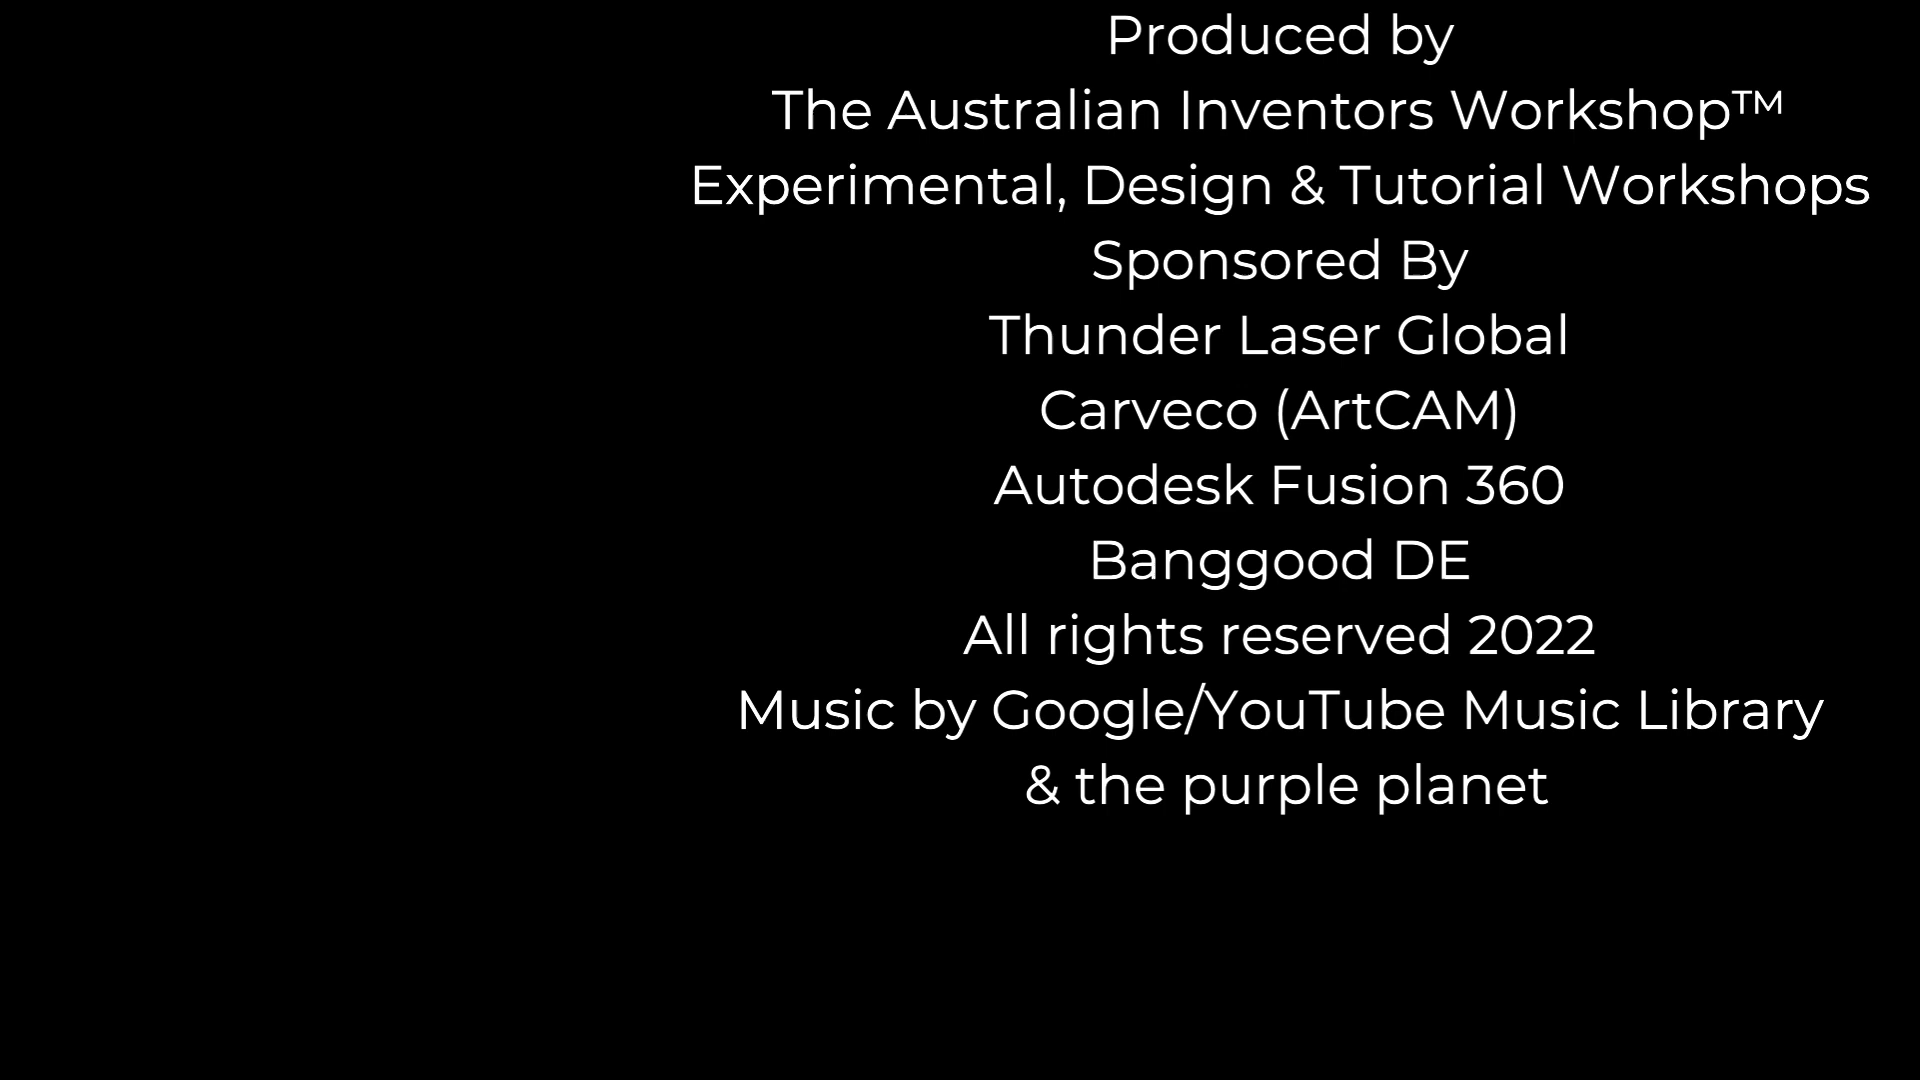 Produced by
The Australian Inventors Workshop™
Experimental, Design & Tutorial Workshops
Sponsored By
Thunder Laser Global
Carveco (ArtCAM)
Autodesk Fusion 360
Banggood DE
All rights reserved 2022
Music by Google/YouTube Music Library
& the purple planet